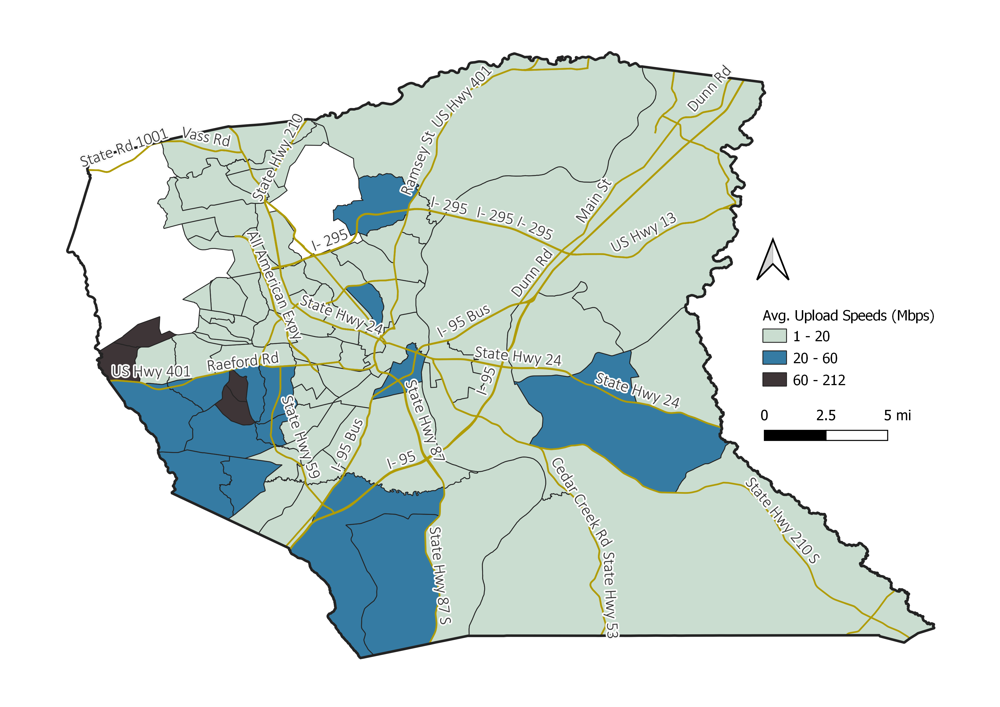 US Hwy 401
Dunn Rd
State Hwy 210
State Rd 1001
Vass Rd
Ramsey St
Main St
I- 295
I- 295
I- 295
US Hwy 13
I- 295
All American Expy
Dunn Rd
State Hwy 24
I- 95 Bus
Avg. Upload Speeds (Mbps)
1 - 20
20 - 60
60 - 212
State Hwy 24
Raeford Rd
US Hwy 401
I- 95
State Hwy 24
State Hwy 59
State Hwy 87
0 2.5 5 mi
I- 95 Bus
I- 95
Cedar Creek Rd
State Hwy 210 S
State Hwy 87 S
State Hwy 53